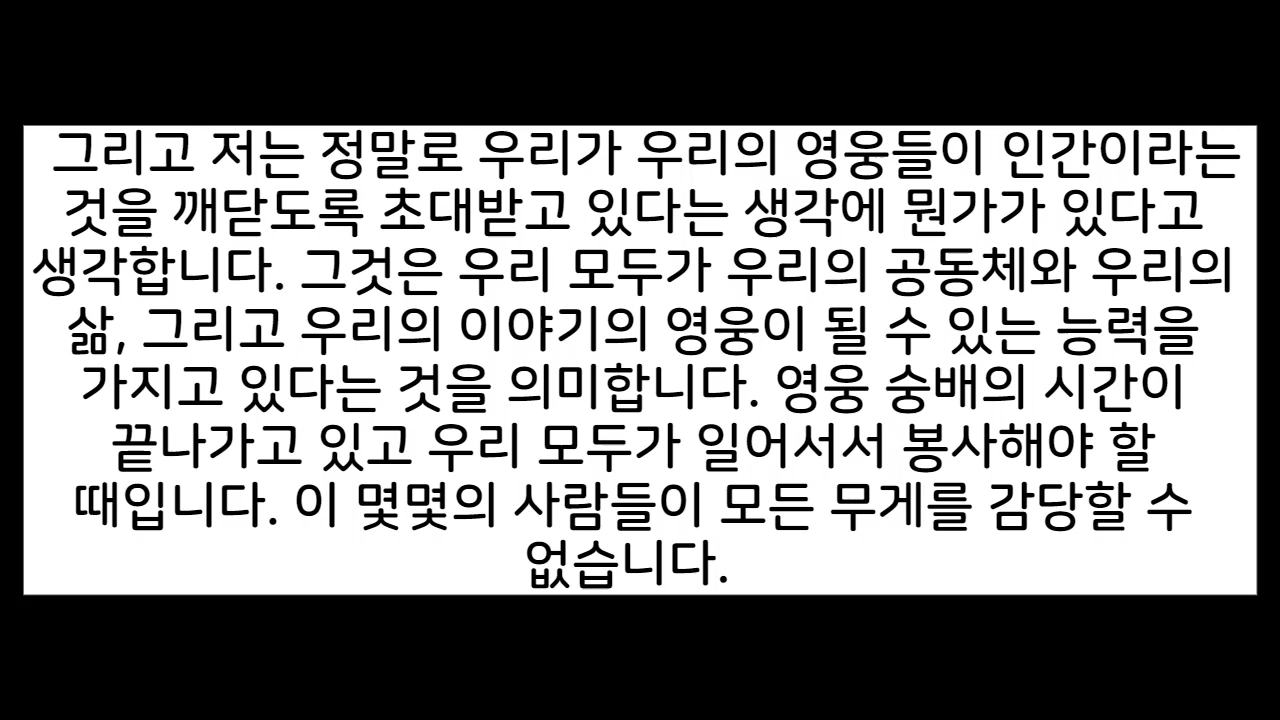 그리고 저는 정말로 우리가 우리의 영웅들이 인간이라는
것을 깨닫도록 초대받고 있다는 생각에 뭔가가 있다고
생각합니다. 그것은 우리 모두가 우리의 공동체와 우리의
삶, 그리고 우리의 이야기의 영웅이 될 수 있는 능력을
가지고 있다는 것을 의미합니다. 영웅 숭배의 시간이
끝나가고 있고 우리 모두가 일어서서 봉사해야 할
때입니다. 이 몇몇의 사람들이 모든 무게를 감당할 수
없습니다.